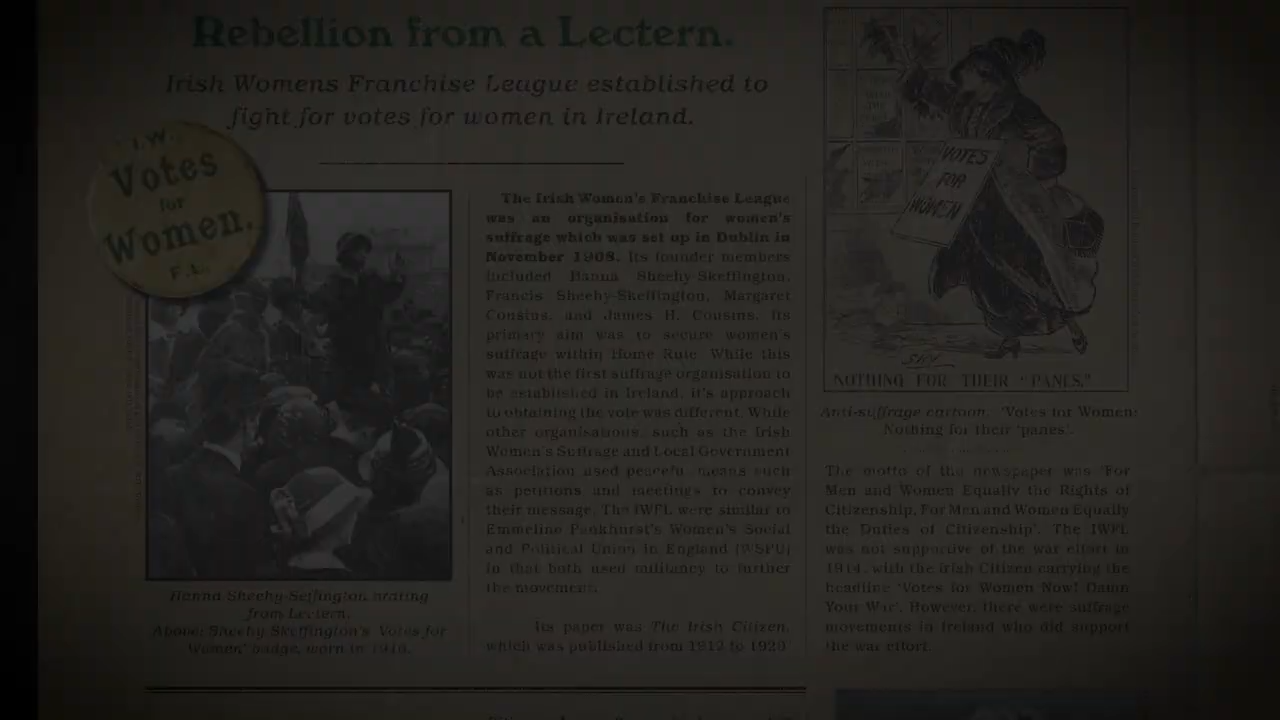 Rebellion from a Lectern.
Irish Womens Franchise League established to
fight for votes for women in Ireland.
I.W.
Votes
for
Women.
F.L.
Hanna Sheehy-Seffington orating
from Lectern.
Above: Sheehy Skeffington's 'Votes for
Women' badge, worn in 1910.
The Irish Women's Franchise League
was an organisation for women's
suffrage which was set up in Dublin in
November 1908. Its founder members
included Hanna Sheehy-Skeffington,
Francis Sheehy-Skeffington, Margaret
Cousins, and James H. Cousins. Its
primary aim was to secure women's
suffrage within Home Rule. While this
was not the first suffrage organisation to
be established in Ireland, it's approach
to obtaining the vote was different. While
other organisations, such as the Irish
Women's Suffrage and Local Government
Association used peaceful means such
as petitions and meetings to convey
their message. The IWFL were similar to
Emmeline Pankhurst's Women's Social
and Political Union in England (WSPU)
in that both used militancy to further
the movement.
Its paper was The Irish Citizen,
which was published from 1912 to 1920.
VOTES
FOR
WOMEN
NOTHING FOR THEIR "PANES."
Anti-suffrage cartoon: 'Votes for Women:
Nothing for their 'panes'.
The motto of the newspaper was 'For
Men and Women Equally the Rights of
Citizenship, For Men and Women Equally
the Duties of Citizenship'. The IWFL
was not supportive of the war effort in
1914, with the Irish Citizen carrying the
headline 'Votes for Women Now! Damn
Your War'. However, there were suffrage
movements in Ireland who did support
the war effort.